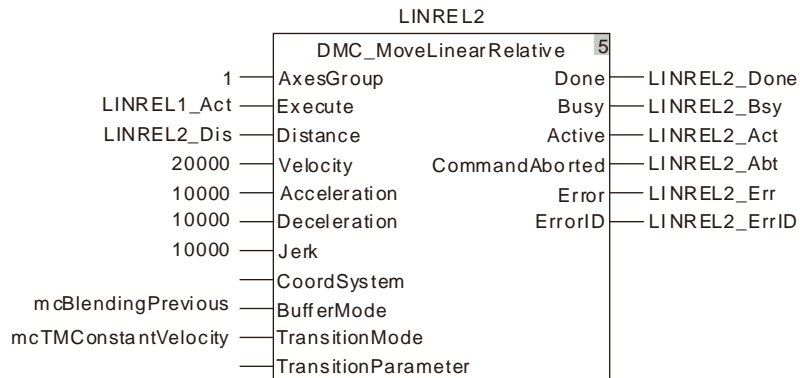 LINREL2
DMC_MoveLinearRelative 5
1 AxesGroup Done LINREL2_Done
LINREL1_Act Execute Busy LINREL2_Bsy
LINREL2_Dis Distance Active LINREL2_Act
20000 Velocity CommandAborted LINREL2_Abt
10000 Acceleration Error LINREL2_Err
10000 Deceleration ErrorID LINREL2_ErrID
10000 Jerk
CoordSystem
mcBlendingPrevious BufferMode
mcTMConstantVelocity TransitionMode
TransitionParameter